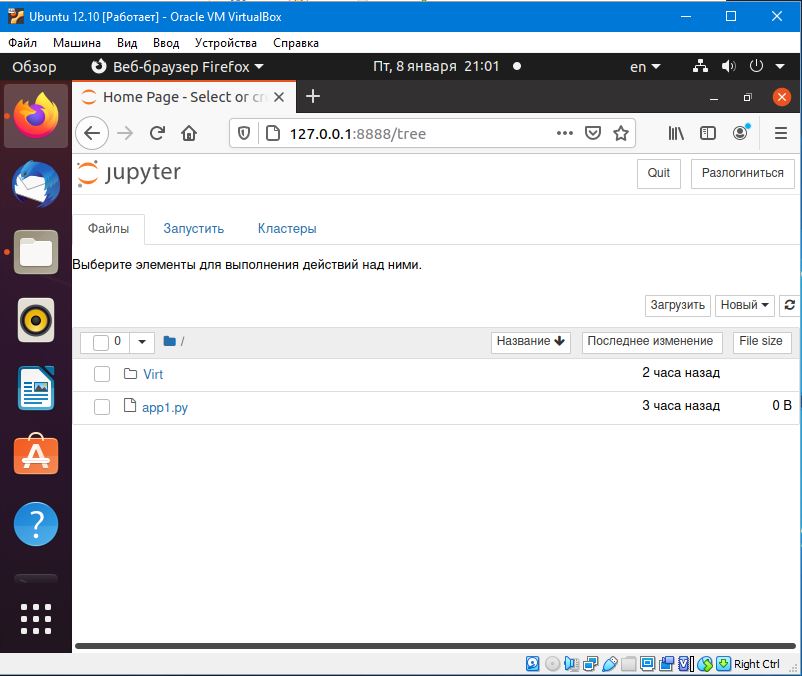 Ubuntu 12.10 [Работает] - Oracle VM VirtualBox
Файл Машина Вид Ввод Устройства Справка
Обзор Веб-браузер Firefox Пт, 8 января 21:01 en
Home Page - Select or cr
127.0.0.1:8888/tree
jupyter Quit Разлогиниться
Файлы Запустить Кластеры
Выберите элементы для выполнения действий над ними.
Загрузить Новый
0 / Название Последнее изменение File size
Virt 2 часа назад
app1.py 3 часа назад 0 B
Right Ctrl